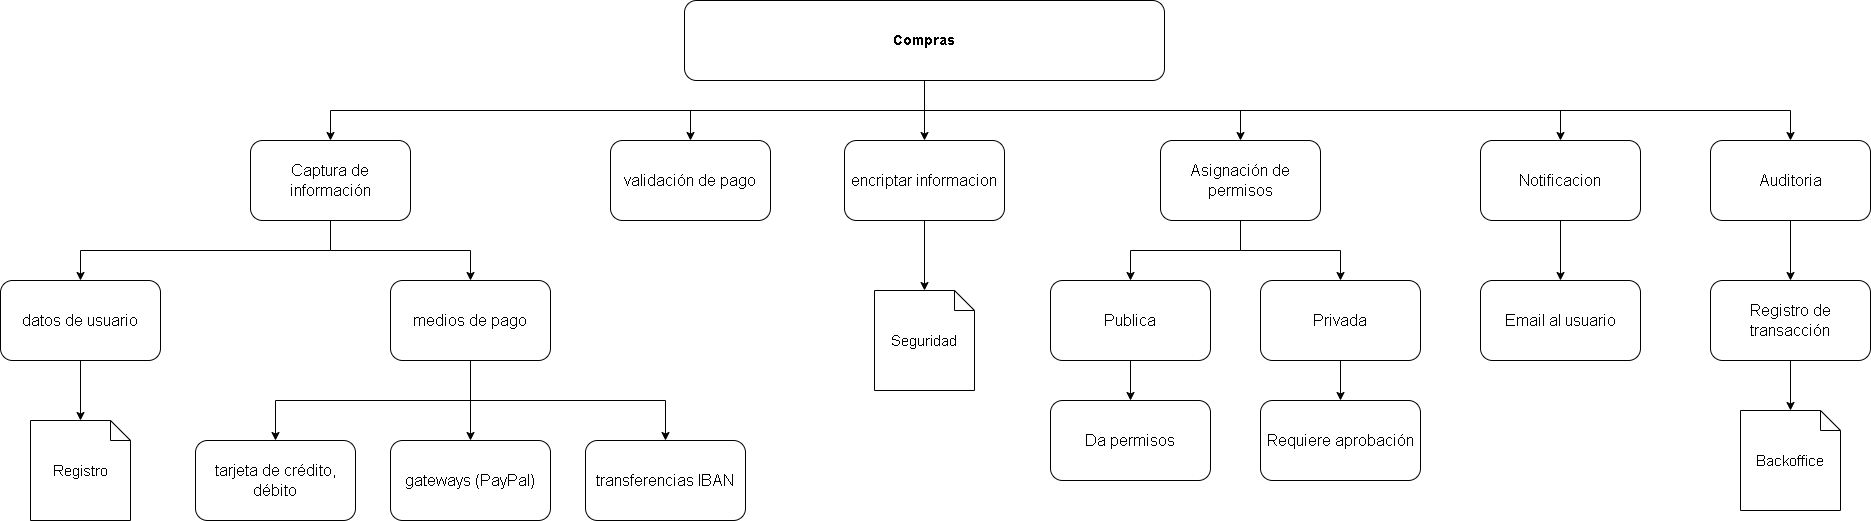 Compras
Captura de
información
validación de pago
encriptar informacion
Asignación de
permisos
Notificacion
Auditoria
datos de usuario
medios de pago
Seguridad
Publica
Privada
Email al usuario
Registro de
transacción
Registro
tarjeta de crédito,
débito
gateways (PayPal)
transferencias IBAN
Da permisos
Requiere aprobación
Backoffice